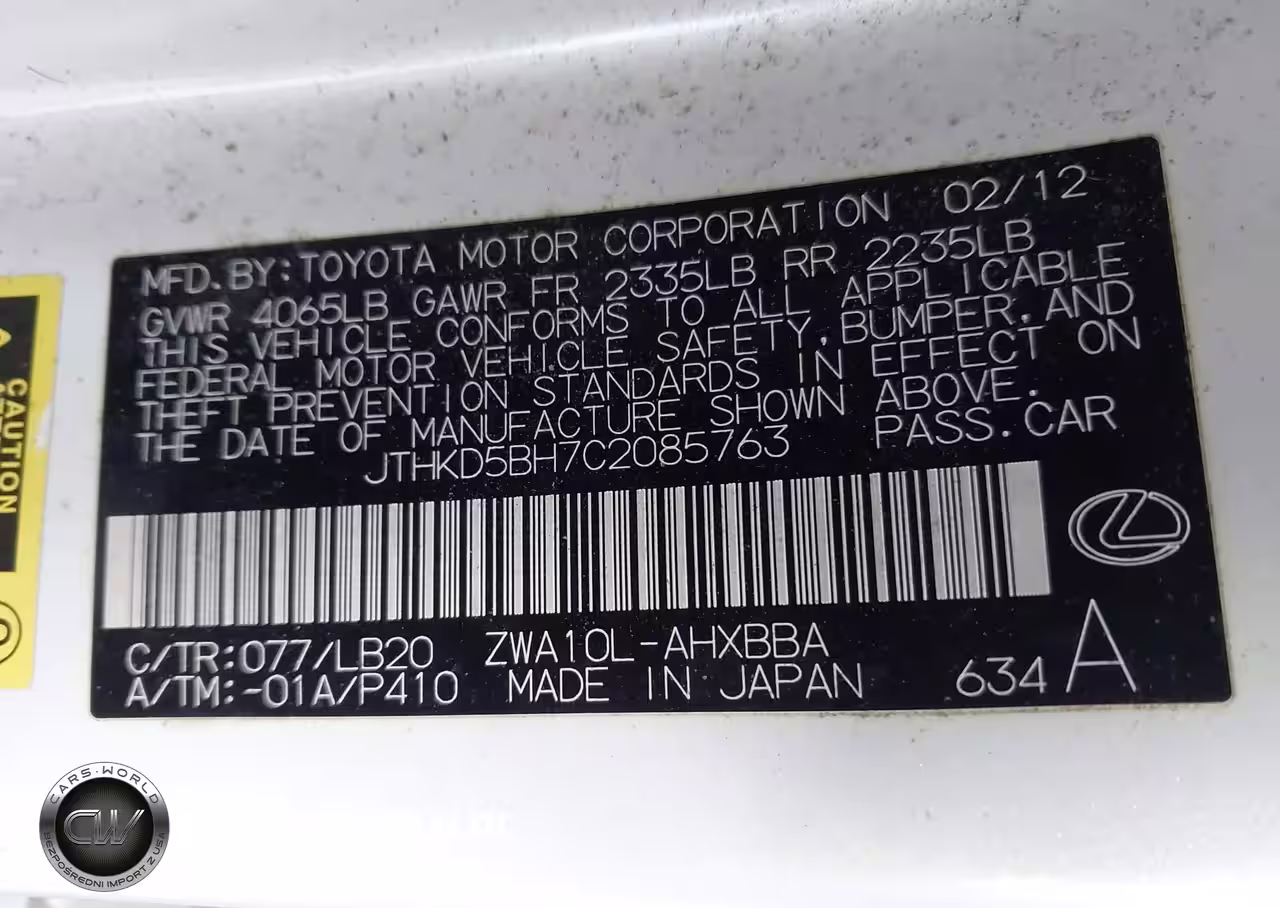 MFD. BY: TOYOTA MOTOR CORPORATION 02/12
GVWR 4065LB GAWR FR 2335LB RR 2235LB
THIS VEHICLE CONFORMS TO ALL APPLICABLE
FEDERAL MOTOR VEHICLE SAFETY, BUMPER, AND
THEFT PREVENTION STANDARDS IN EFFECT ON
THE DATE OF MANUFACTURE SHOWN ABOVE.
JTHKD5BH7C2085763 PASS. CAR
C/TR: 077/LB20 ZWA10L-AHXBBA
A/TM: -01A/P410 MADE IN JAPAN 634 A
CAUTION
CARS·WORLD
CW
BEZPOŚREDNI IMPORT Z USA